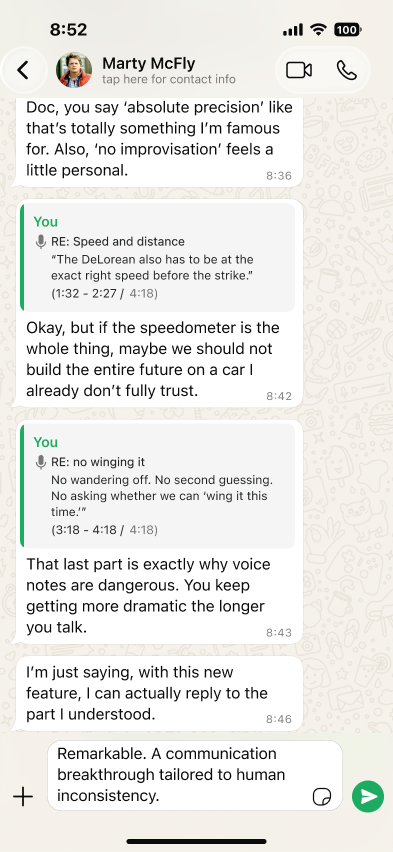 8:52
100
Marty McFly
tap here for contact info
Doc, you say ‘absolute precision’ like
that’s totally something I’m famous
for. Also, ‘no improvisation’ feels a
little personal.
8:36
You
RE: Speed and distance
“The DeLorean also has to be at the
exact right speed before the strike.”
(1:32 - 2:27 / 4:18)
Okay, but if the speedometer is the
whole thing, maybe we should not
build the entire future on a car I
already don’t fully trust.
8:42
You
RE: no winging it
No wandering off. No second guessing.
No asking whether we can ‘wing it this
time.’”
(3:18 - 4:18 / 4:18)
That last part is exactly why voice
notes are dangerous. You keep
getting more dramatic the longer
you talk.
8:43
I’m just saying, with this new
feature, I can actually reply to the
part I understood.
8:46
Remarkable. A communication
breakthrough tailored to human
inconsistency.